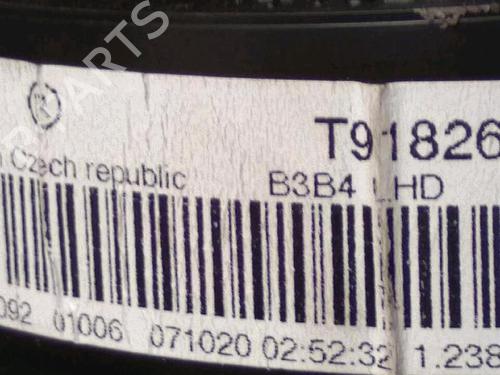 R
T91826
Czech republic B3B4 LHD
092 01006 071020 02:52:32 1.238